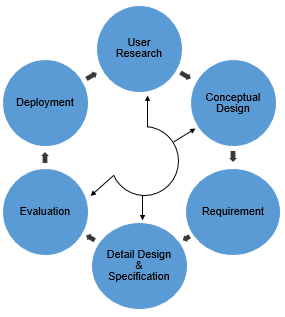 User
Research
Conceptual
Design
Requirement
Detail Design
&
Specification
Evaluation
Deployment